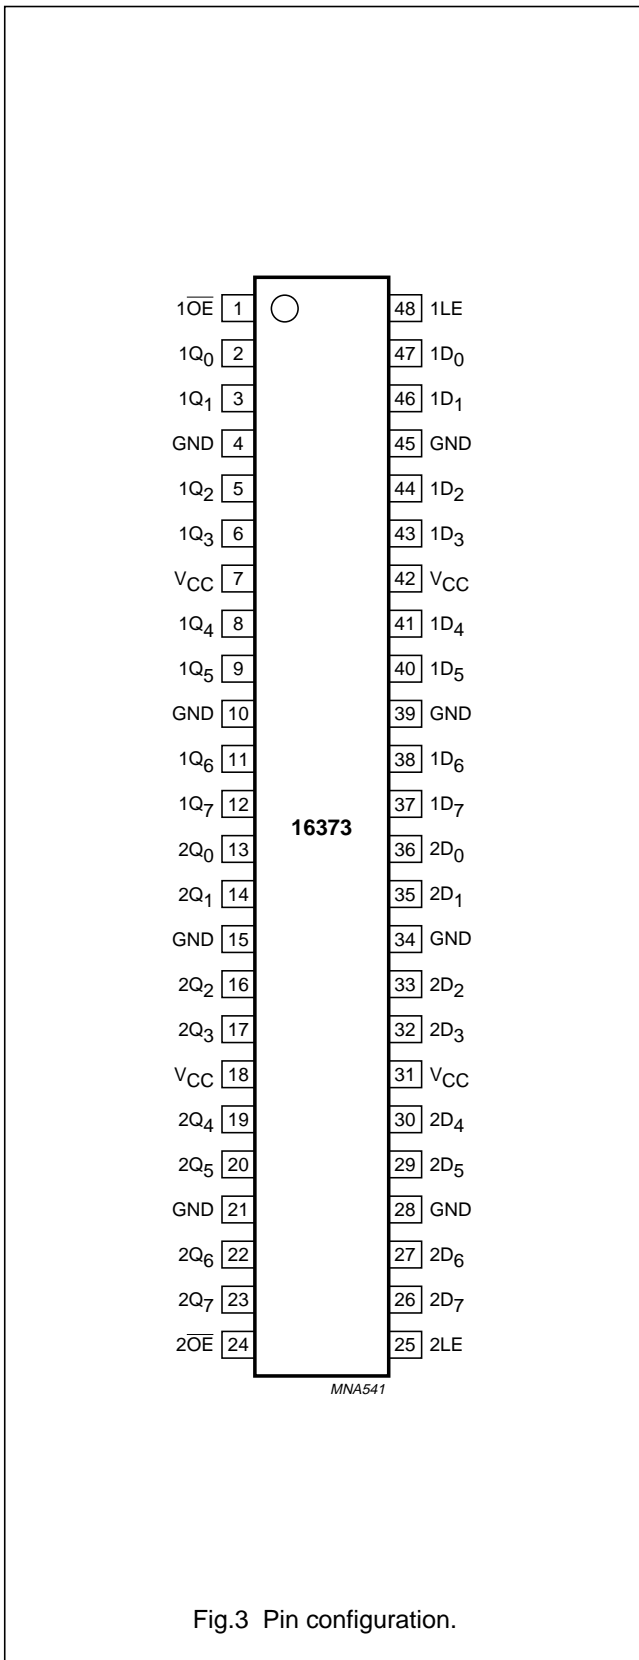 1O̅E̅ 1 48 1LE
1Q0 2 47 1D0
1Q1 3 46 1D1
GND 4 45 GND
1Q2 5 44 1D2
1Q3 6 43 1D3
VCC 7 42 VCC
1Q4 8 41 1D4
1Q5 9 40 1D5
GND 10 39 GND
1Q6 11 38 1D6
1Q7 12 37 1D7
16373
2Q0 13 36 2D0
2Q1 14 35 2D1
GND 15 34 GND
2Q2 16 33 2D2
2Q3 17 32 2D3
VCC 18 31 VCC
2Q4 19 30 2D4
2Q5 20 29 2D5
GND 21 28 GND
2Q6 22 27 2D6
2Q7 23 26 2D7
2O̅E̅ 24 25 2LE
MNA541
Fig.3 Pin configuration.